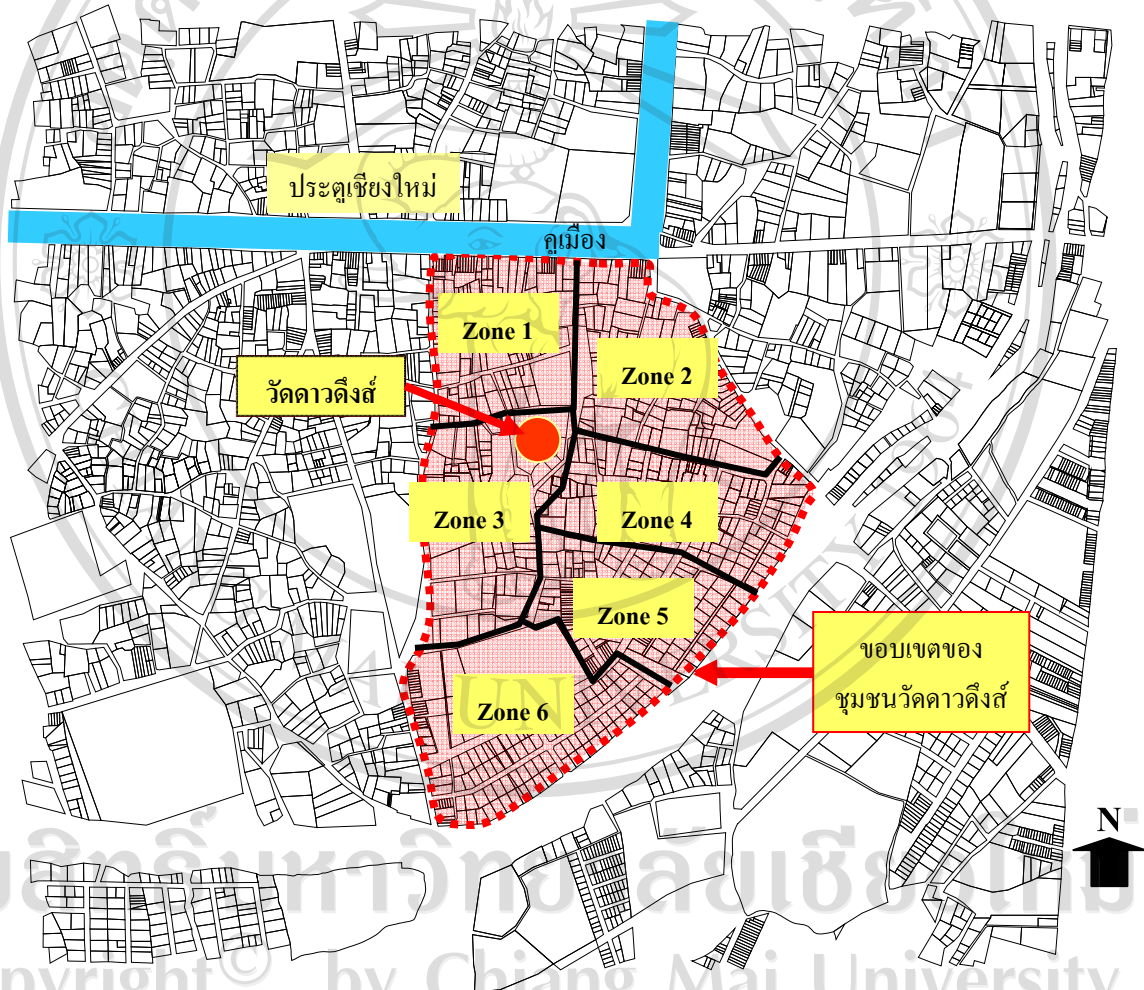 ประตูเชียงใหม่
คูเมือง
Zone 1
Zone 2
วัดดาวดึงส์
Zone 3
Zone 4
Zone 5
ขอบเขตของ
ชุมชนวัดดาวดึงส์
Zone 6
N
by Chiang Mai University